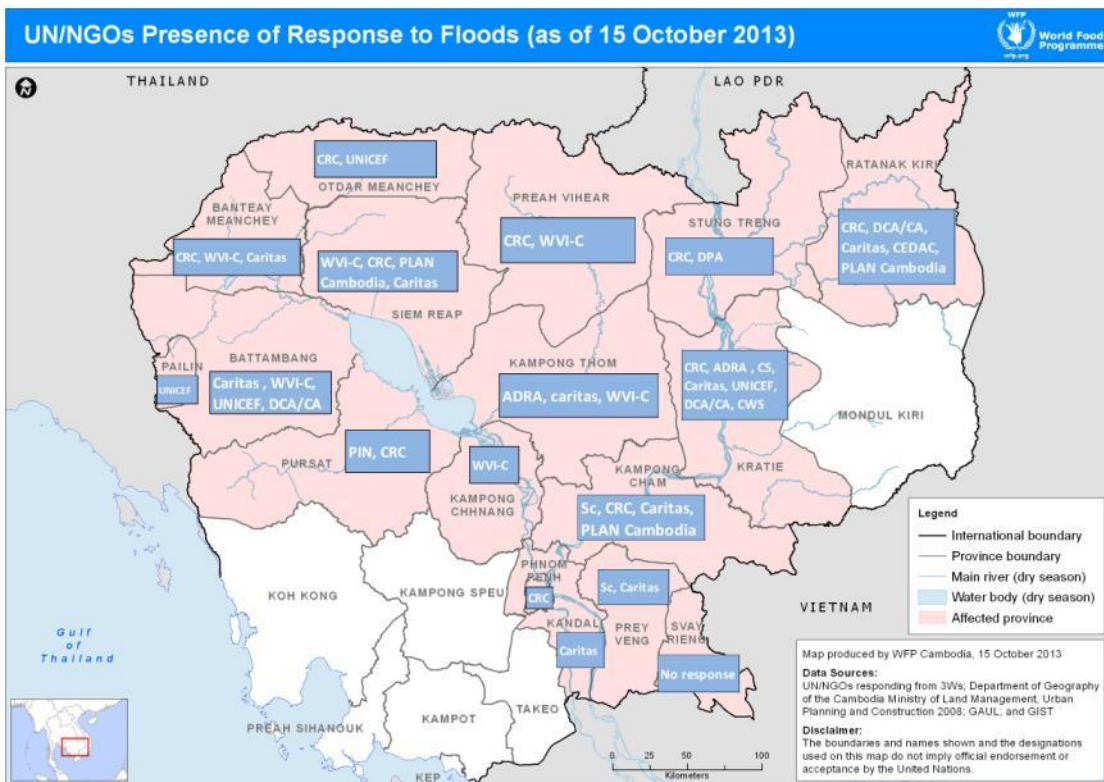 UN/NGOs Presence of Response to Floods (as of 15 October 2013)
WFP
wfp.org
World Food
Programme
THAILAND
LAO PDR
CRC, UNICEF
OTDAR MEANCHEY
RATANAK KIRI
PREAH VIHEAR
BANTEAY
MEANCHEY
STUNG TRENG
CRC, DCA/CA,
Caritas, CEDAC,
PLAN Cambodia
CRC, WVI-C, Caritas
WVI-C, CRC, PLAN
Cambodia, Caritas
CRC, WVI-C
CRC, DPA
SIEM REAP
PAILIN
BATTAMBANG
KAMPONG THOM
UNICEF
Caritas , WVI-C,
UNICEF, DCA/CA
ADRA, caritas, WVI-C
CRC, ADRA , CS,
Caritas, UNICEF,
DCA/CA, CWS
MONDUL KIRI
PURSAT
PIN, CRC
WVI-C
KAMPONG
CHHNANG
KAMPONG
CHAM
KRATIE
Sc, CRC, Caritas,
PLAN Cambodia
PHNOM
PENH
CRC
Sc, Caritas
KOH KONG
KAMPONG SPEU
KANDAL
PREY
VENG
SVAY
RIENG
Caritas
No response
VIETNAM
Gulf
of
Thailand
PREAH SIHANOUK
KAMPOT
TAKEO
KEP
0 25 50 100
Kilometers
Legend
International boundary
Province boundary
Main river (dry season)
Water body (dry season)
Affected province
Map produced by WFP Cambodia, 15 October 2013
Data Sources:
UN/NGOs responding from 3Ws; Department of Geography
of the Cambodia Ministry of Land Management, Urban
Planning and Construction 2008; GAUL; and GIST
Disclaimer:
The boundaries and names shown and the designations
used on this map do not imply official endorsement or
acceptance by the United Nations.